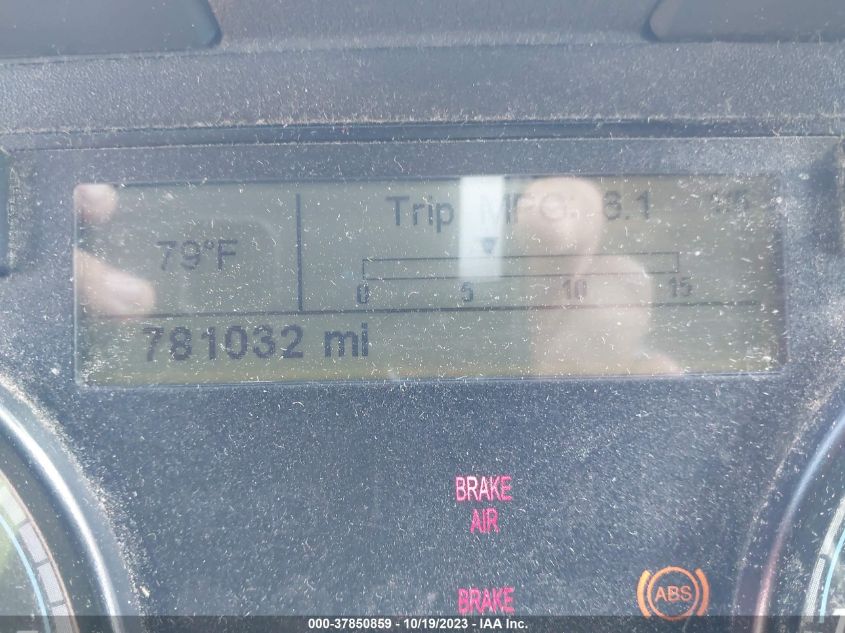 79°F
Trip MPG: 6.1
0 5 10 15
781032 mi
BRAKE
AIR
BRAKE
ABS
000-37850859 - 10/19/2023 - IAA Inc.